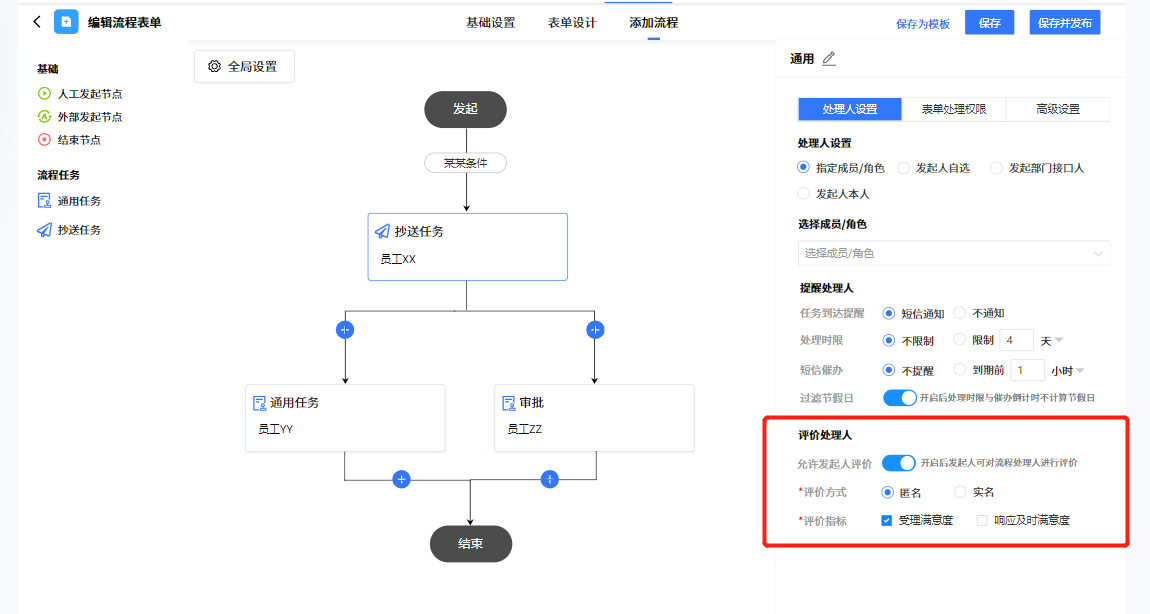 编辑流程表单
基础设置 表单设计 添加流程
保存为模板 保存 保存并发布
基础
人工发起节点
外部发起节点
结束节点
流程任务
通用任务
抄送任务
全局设置
发起
某某条件
抄送任务
员工XX
通用任务
员工YY
审批
员工ZZ
结束
通用
处理人设置 表单处理权限 高级设置
处理人设置
指定成员/角色 发起人自选 发起部门接口人
发起人本人
选择成员/角色
选择成员/角色
提醒处理人
任务到达提醒 短信通知 不通知
处理时限 不限制 限制 4 天
短信催办 不提醒 到期前 1 小时
过滤节假日 开启后处理时限与催办倒计时不计算节假日
评价处理人
允许发起人评价 开启后发起人可对流程处理人进行评价
*评价方式 匿名 实名
*评价指标 受理满意度 响应及时满意度